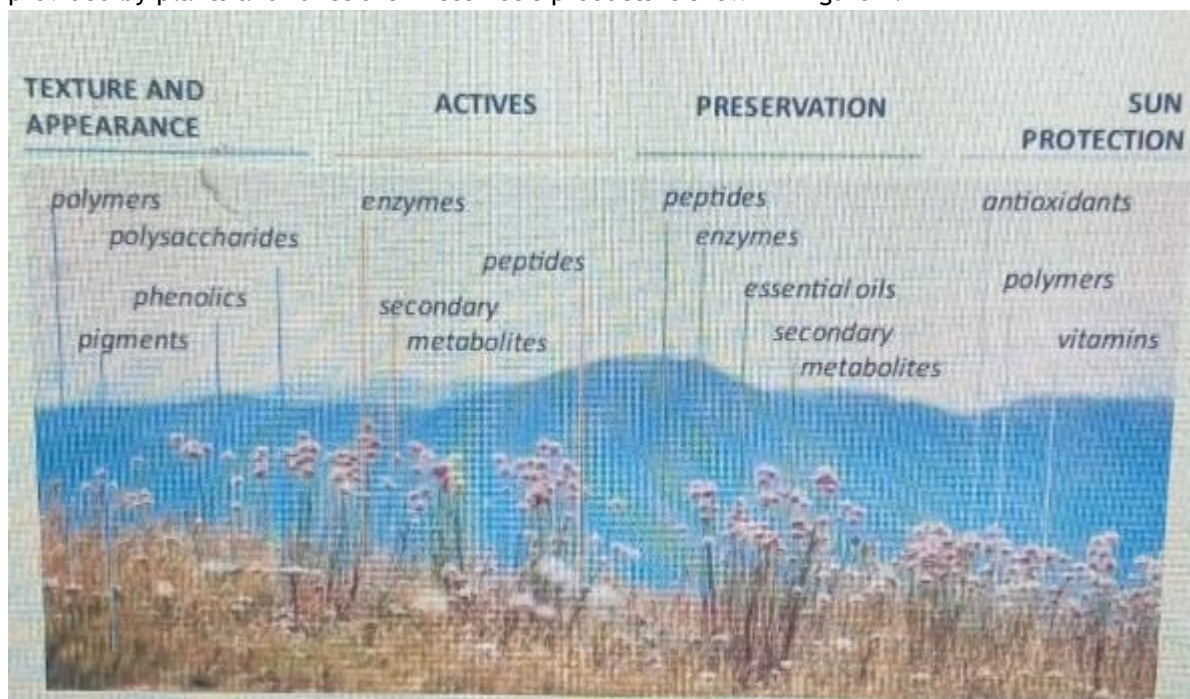 TEXTURE AND
APPEARANCE
ACTIVES
PRESERVATION
SUN
PROTECTION
polymers
polysaccharides
phenolics
pigments
enzymes
peptides
secondary
metabolites
peptides
enzymes
essential oils
secondary
metabolites
antioxidants
polymers
vitamins